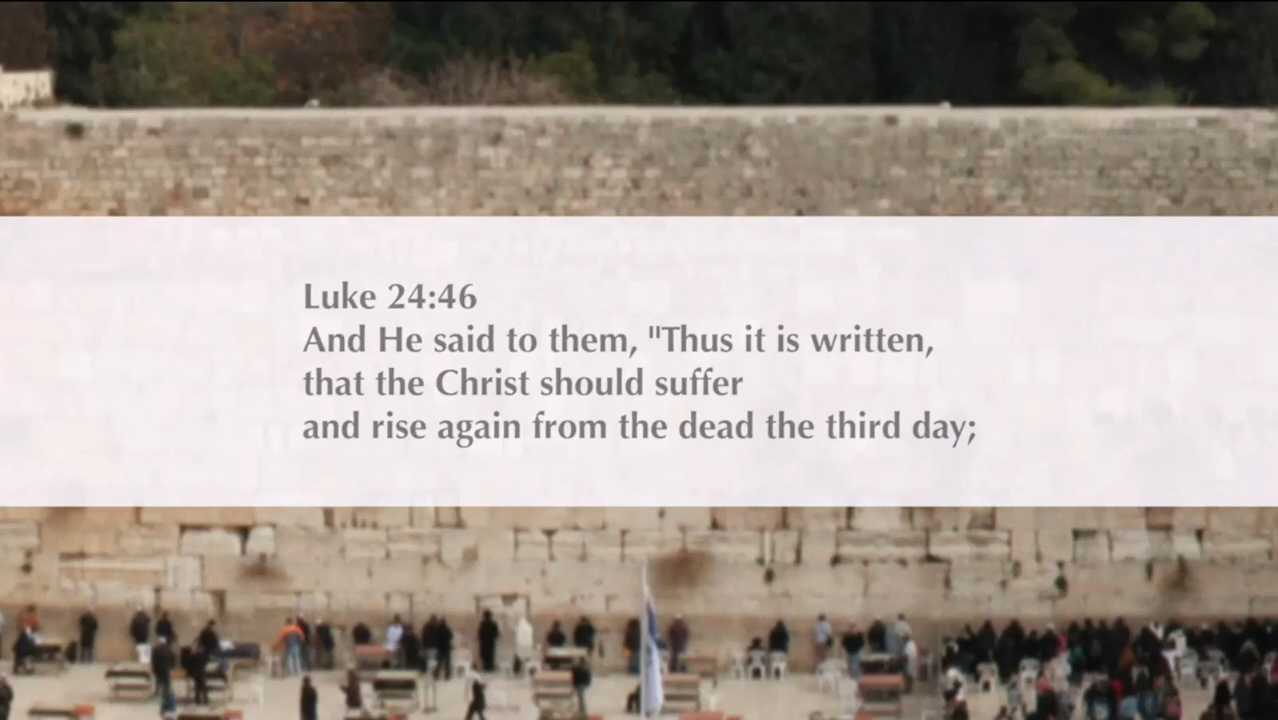 Luke 24:46
And He said to them, "Thus it is written,
that the Christ should suffer
and rise again from the dead the third day;